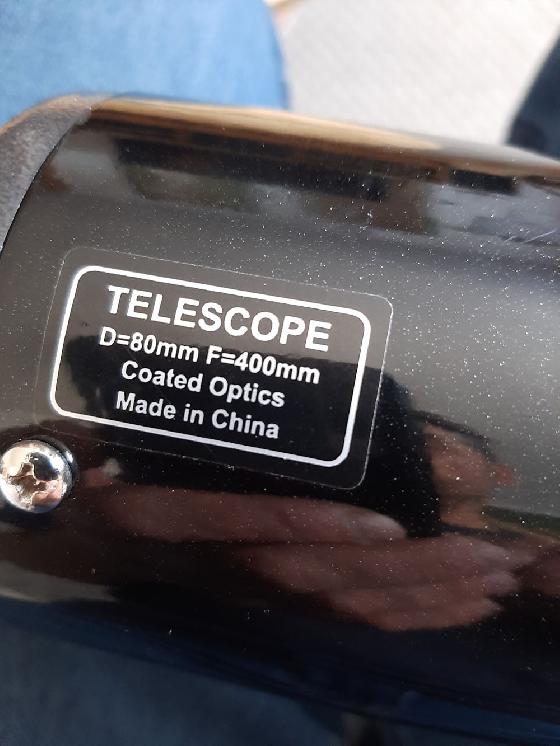 TELESCOPE
D=80mm F=400mm
Coated Optics
Made in China